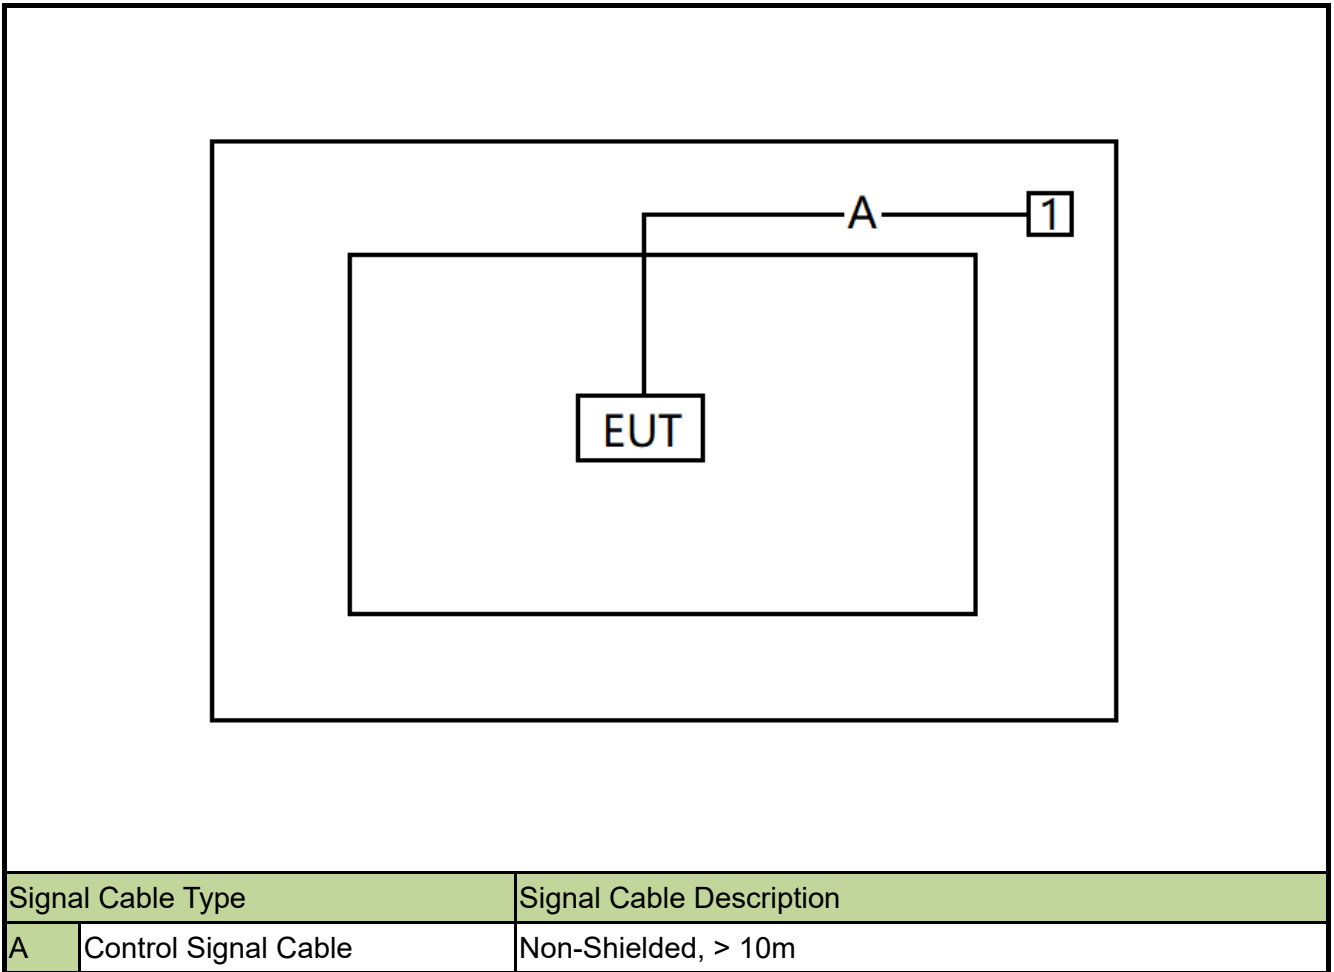 A
1
EUT
Signal Cable Type Signal Cable Description
A Control Signal Cable Non-Shielded, > 10m